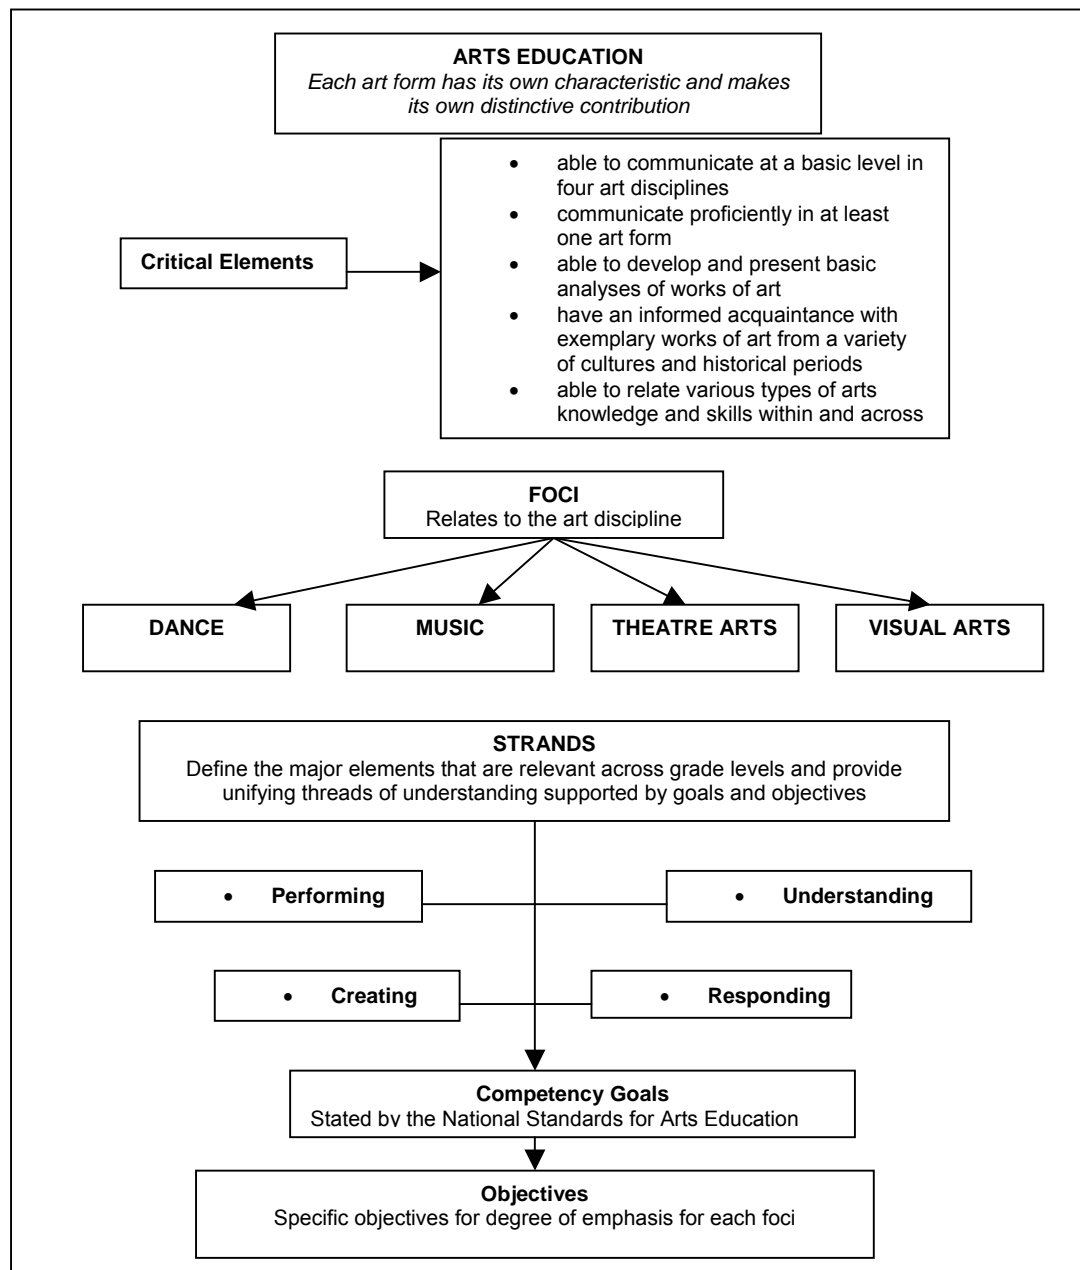 ARTS EDUCATION
Each art form has its own characteristic and makes
its own distinctive contribution
Critical Elements
• able to communicate at a basic level in
four art disciplines
• communicate proficiently in at least
one art form
• able to develop and present basic
analyses of works of art
• have an informed acquaintance with
exemplary works of art from a variety
of cultures and historical periods
• able to relate various types of arts
knowledge and skills within and across
FOCI
Relates to the art discipline
DANCE
MUSIC
THEATRE ARTS
VISUAL ARTS
STRANDS
Define the major elements that are relevant across grade levels and provide
unifying threads of understanding supported by goals and objectives
• Performing
• Understanding
• Creating
• Responding
Competency Goals
Stated by the National Standards for Arts Education
Objectives
Specific objectives for degree of emphasis for each foci